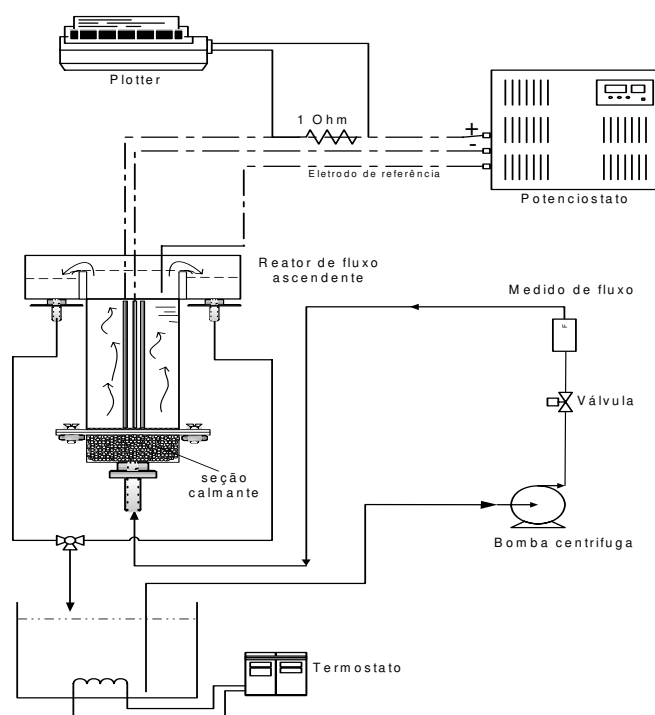 Plotter
1 Ohm
+
-
Eletrodo de referência
Potenciostato
Reator de fluxo
ascendente
Medido de fluxo
F
Válvula
seção
calmante
Bomba centrifuga
Termostato